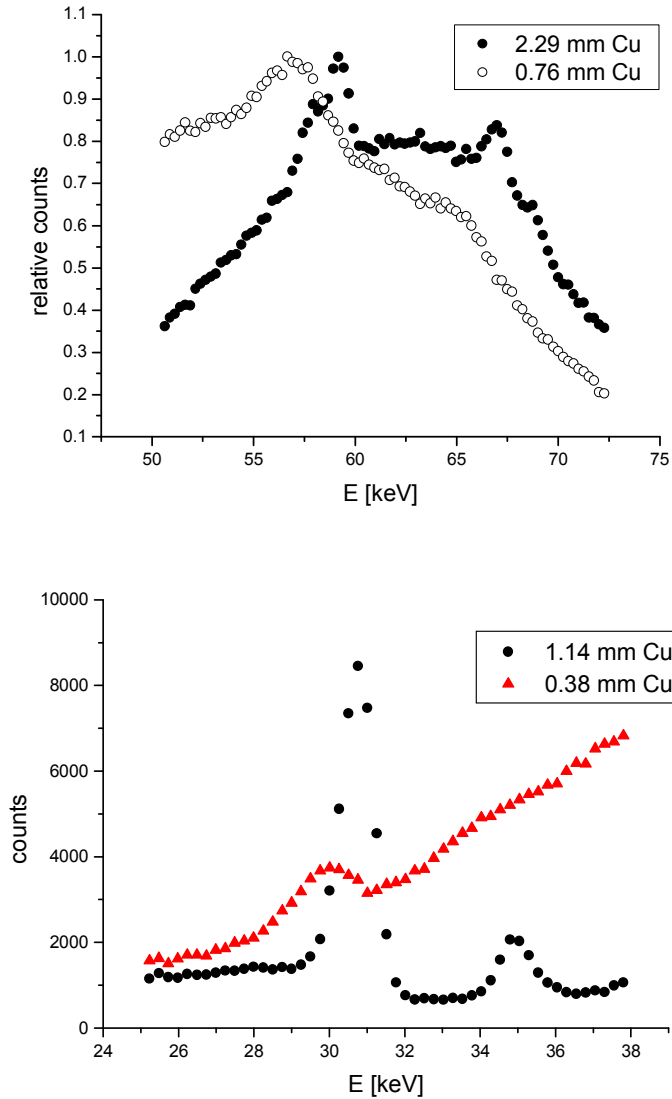 1.0
0.9
0.8
0.7
0.6
0.5
0.4
0.3
0.2
0.1
relative counts
2.29 mm Cu
0.76 mm Cu
50 55 60 65 70 75
E [keV]
10000
8000
6000
4000
2000
0
counts
1.14 mm Cu
0.38 mm Cu
24 26 28 30 32 34 36 38
E [keV]